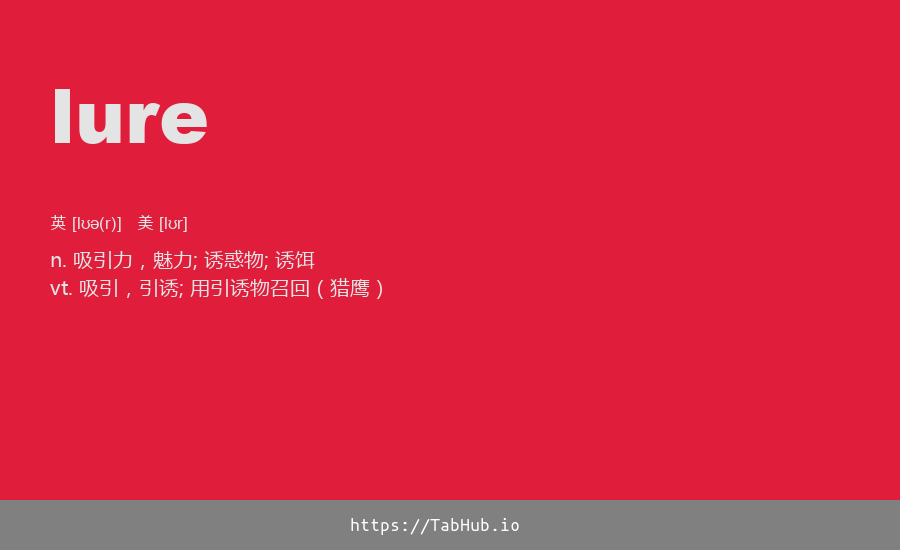 lure
英 [lʊə(r)] 美 [lʊr]
n. 吸引力，魅力; 诱惑物; 诱饵
vt. 吸引，引诱; 用引诱物召回（猎鹰）
https://TabHub.io